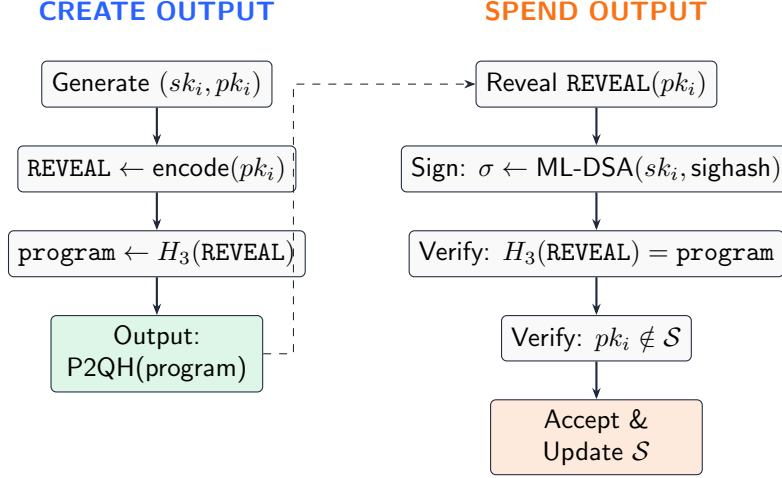 CREATE OUTPUT
Generate (sk_i, pk_i)
REVEAL ← encode(pk_i)
program ← H_3(REVEAL)
Output:
P2QH(program)
SPEND OUTPUT
Reveal REVEAL(pk_i)
Sign: σ ← ML-DSA(sk_i, sighash)
Verify: H_3(REVEAL) = program
Verify: pk_i ∉ 𝒮
Accept &
Update 𝒮